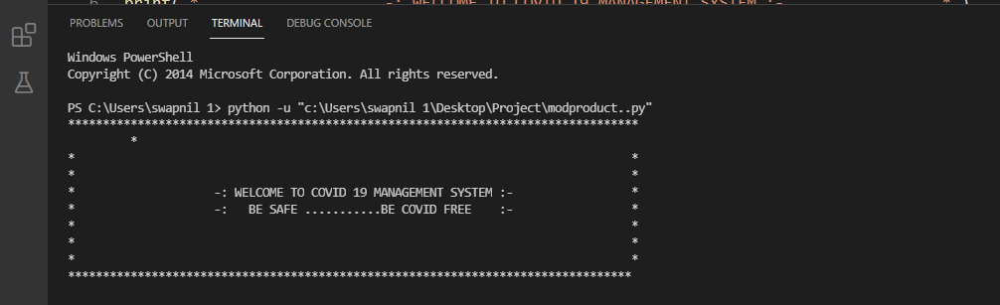 PROBLEMS OUTPUT TERMINAL DEBUG CONSOLE
Windows PowerShell
Copyright (C) 2014 Microsoft Corporation. All rights reserved.
PS C:\Users\swapnil 1> python -u "c:\Users\swapnil 1\Desktop\Project\modproduct..py"
**********************************************************************************
*
* *
* *
* -: WELCOME TO COVID 19 MANAGEMENT SYSTEM :- *
* -: BE SAFE ...........BE COVID FREE :- *
* *
* *
* *
*********************************************************************************